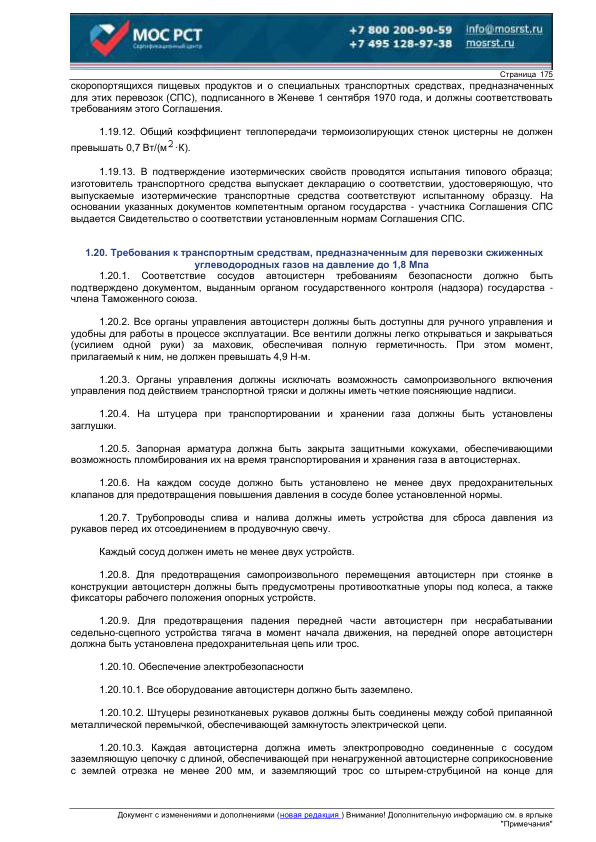 МОС РСТ
Сертификационный центр
+7 800 200-90-59 info@mosrst.ru
+7 495 128-97-38 mosrst.ru
Страница 175
скоропортящихся пищевых продуктов и о специальных транспортных средствах, предназначенных
для этих перевозок (СПС), подписанного в Женеве 1 сентября 1970 года, и должны соответствовать
требованиям этого Соглашения.
1.19.12. Общий коэффициент теплопередачи термоизолирующих стенок цистерны не должен
превышать 0,7 Вт/(м2·К).
1.19.13. В подтверждение изотермических свойств проводятся испытания типового образца;
изготовитель транспортного средства выпускает декларацию о соответствии, удостоверяющую, что
выпускаемые изотермические транспортные средства соответствуют испытанному образцу. На
основании указанных документов компетентным органом государства - участника Соглашения СПС
выдается Свидетельство о соответствии установленным нормам Соглашения СПС.
1.20. Требования к транспортным средствам, предназначенным для перевозки сжиженных
углеводородных газов на давление до 1,8 Мпа
1.20.1. Соответствие сосудов автоцистерн требованиям безопасности должно быть
подтверждено документом, выданным органом государственного контроля (надзора) государства -
члена Таможенного союза.
1.20.2. Все органы управления автоцистерн должны быть доступны для ручного управления и
удобны для работы в процессе эксплуатации. Все вентили должны легко открываться и закрываться
(усилием одной руки) за маховик, обеспечивая полную герметичность. При этом момент,
прилагаемый к ним, не должен превышать 4,9 Н-м.
1.20.3. Органы управления должны исключать возможность самопроизвольного включения
управления под действием транспортной тряски и должны иметь четкие поясняющие надписи.
1.20.4. На штуцера при транспортировании и хранении газа должны быть установлены
заглушки.
1.20.5. Запорная арматура должна быть закрыта защитными кожухами, обеспечивающими
возможность пломбирования их на время транспортирования и хранения газа в автоцистернах.
1.20.6. На каждом сосуде должно быть установлено не менее двух предохранительных
клапанов для предотвращения повышения давления в сосуде более установленной нормы.
1.20.7. Трубопроводы слива и налива должны иметь устройства для сброса давления из
рукавов перед их отсоединением в продувочную свечу.
Каждый сосуд должен иметь не менее двух устройств.
1.20.8. Для предотвращения самопроизвольного перемещения автоцистерн при стоянке в
конструкции автоцистерн должны быть предусмотрены противооткатные упоры под колеса, а также
фиксаторы рабочего положения опорных устройств.
1.20.9. Для предотвращения падения передней части автоцистерн при несрабатывании
седельно-сцепного устройства тягача в момент начала движения, на передней опоре автоцистерн
должна быть установлена предохранительная цепь или трос.
1.20.10. Обеспечение электробезопасности
1.20.10.1. Все оборудование автоцистерн должно быть заземлено.
1.20.10.2. Штуцеры резинотканевых рукавов должны быть соединены между собой припаянной
металлической перемычкой, обеспечивающей замкнутость электрической цепи.
1.20.10.3. Каждая автоцистерна должна иметь электропроводно соединенные с сосудом
заземляющую цепочку с длиной, обеспечивающей при ненагруженной автоцистерне соприкосновение
с землей отрезка не менее 200 мм, и заземляющий трос со штырем-струбциной на конце для
Документ с изменениями и дополнениями (новая редакция ) Внимание! Дополнительную информацию см. в ярлыке
"Примечания"